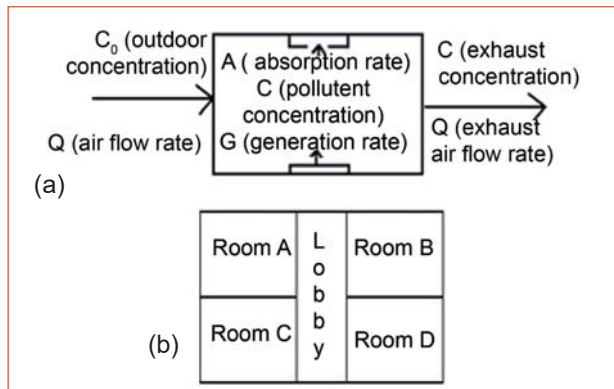 C₀ (outdoor
concentration)
Q (air flow rate)
A ( absorption rate)
C (pollutent
concentration)
G (generation rate)
C (exhaust
concentration)
Q (exhaust
air flow rate)
(a)
Room A
Lobby
Room B
Room C
Room D
(b)